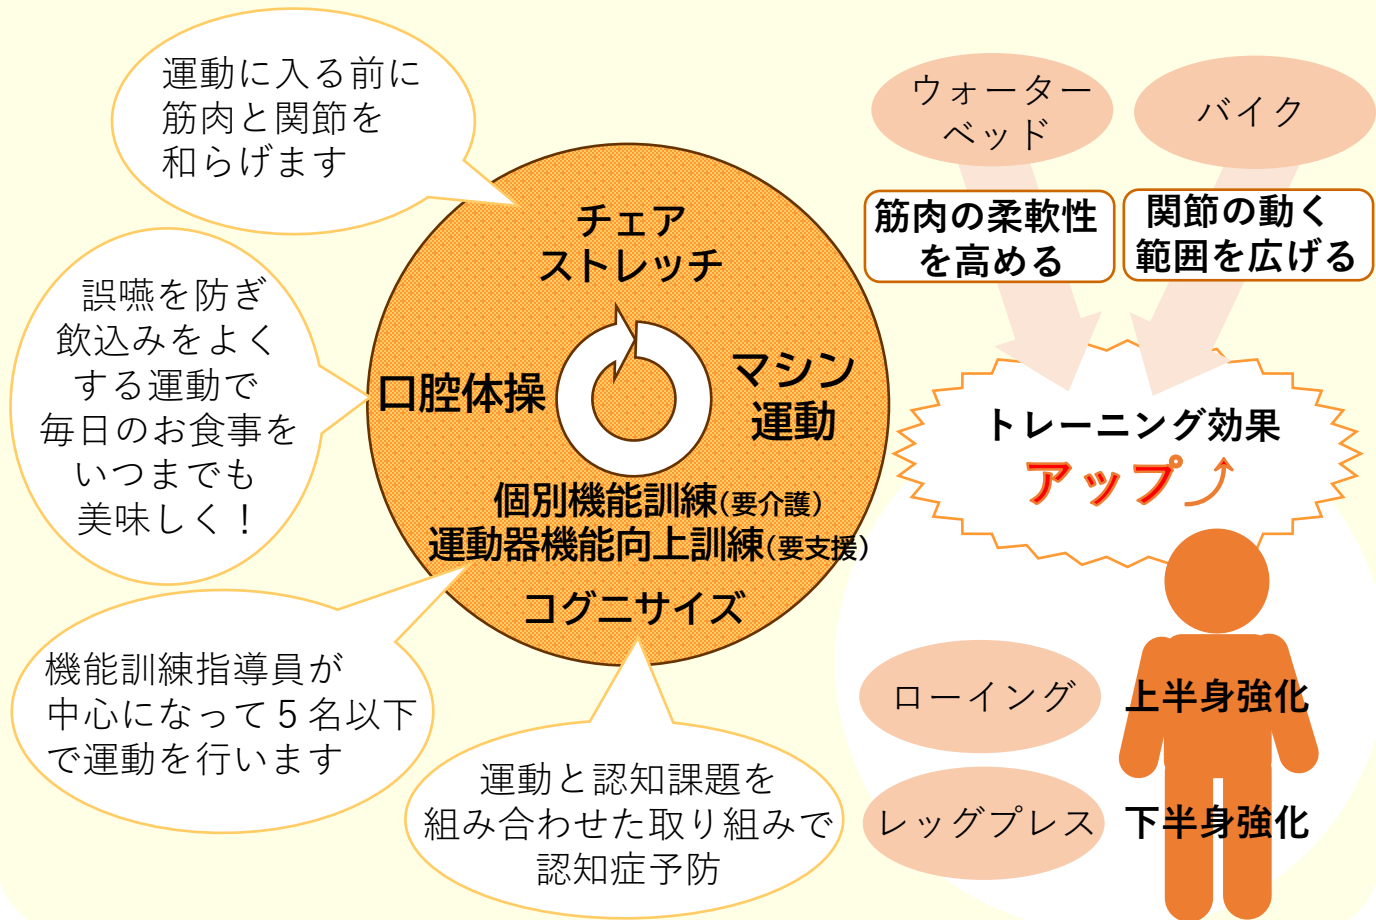 運動に入る前に
筋肉と関節を
和らげます
誤嚥を防ぎ
飲込みをよく
する運動で
毎日のお食事を
いつまでも
美味しく！
機能訓練指導員が
中心になって５名以下
で運動を行います
運動と認知課題を
組み合わせた取り組みで
認知症予防
チェア
ストレッチ
マシン
運動
口腔体操
個別機能訓練(要介護)
運動器機能向上訓練(要支援)
コグニサイズ
ウォーター
ベッド
バイク
筋肉の柔軟性
を高める
関節の動く
範囲を広げる
トレーニング効果
アップ
ローイング
上半身強化
レッグプレス
下半身強化